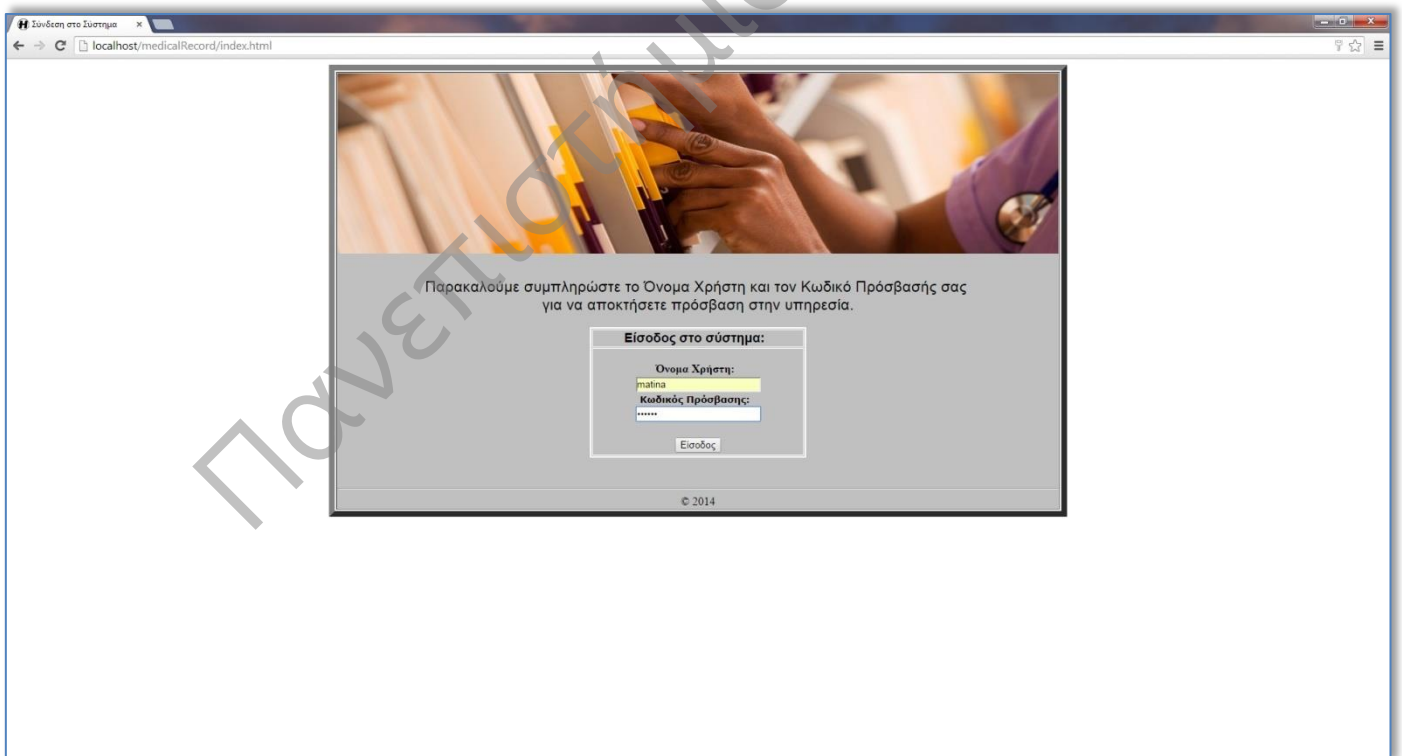 Σύνδεση στο Σύστημα
localhost/medicalRecord/index.html
Παρακαλούμε συμπληρώστε το Όνομα Χρήστη και τον Κωδικό Πρόσβασής σας
για να αποκτήσετε πρόσβαση στην υπηρεσία.
Είσοδος στο σύστημα:
Όνομα Χρήστη:
matina
Κωδικός Πρόσβασης:
••••••
Είσοδος
© 2014